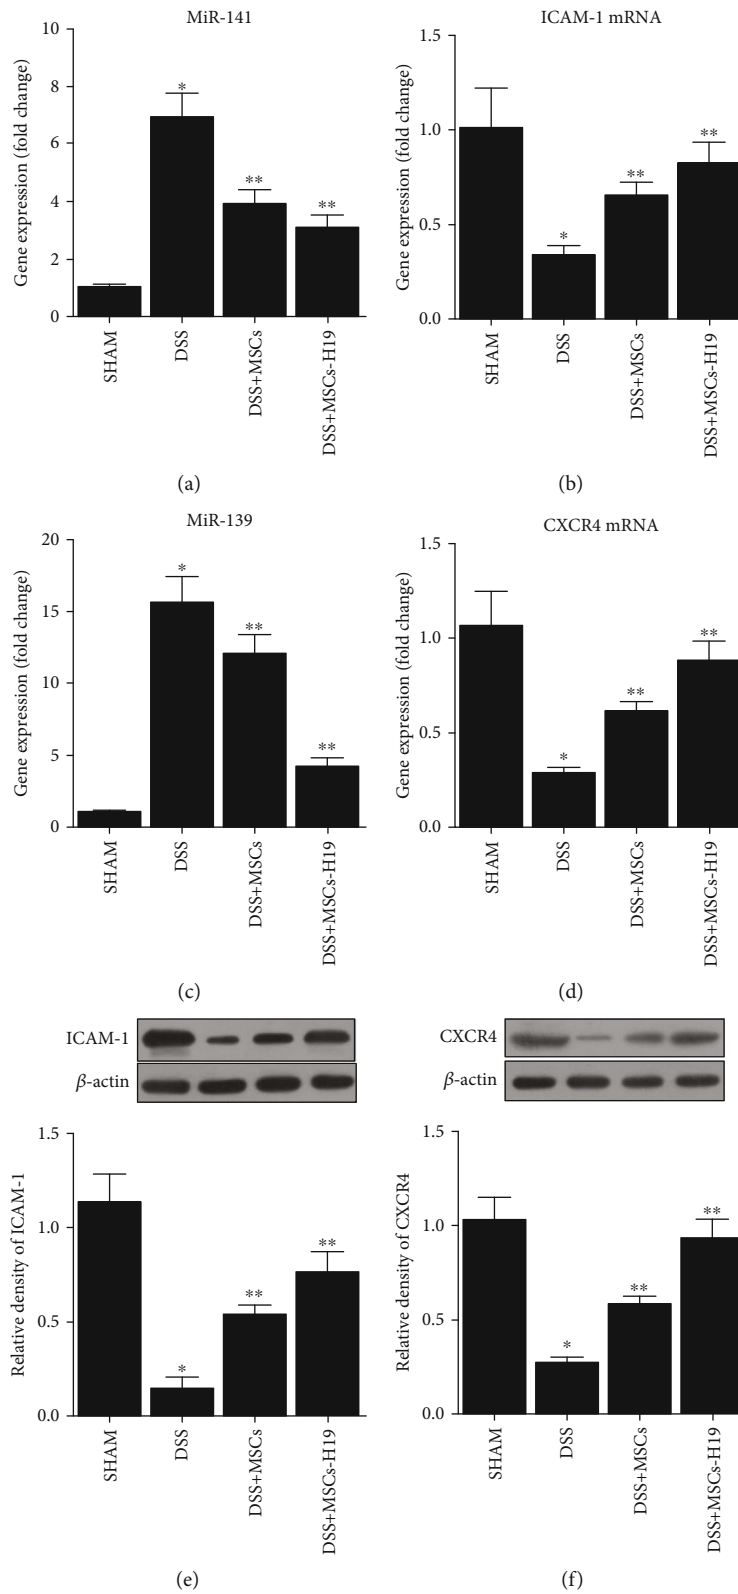 MiR-141
Gene expression (fold change)
10
8
6
4
2
0
*
**
**
SHAM
DSS
DSS+MSCs
DSS+MSCs-H19
(a)
ICAM-1 mRNA
Gene expression (fold change)
1.5
1.0
0.5
0.0
*
**
**
SHAM
DSS
DSS+MSCs
DSS+MSCs-H19
(b)
MiR-139
Gene expression (fold change)
20
15
10
5
0
*
**
**
SHAM
DSS
DSS+MSCs
DSS+MSCs-H19
(c)
CXCR4 mRNA
Gene expression (fold change)
1.5
1.0
0.5
0.0
*
**
**
SHAM
DSS
DSS+MSCs
DSS+MSCs-H19
(d)
ICAM-1
β-actin
Relative density of ICAM-1
1.5
1.0
0.5
0.0
*
**
**
SHAM
DSS
DSS+MSCs
DSS+MSCs-H19
(e)
CXCR4
β-actin
Relative density of CXCR4
1.5
1.0
0.5
0.0
*
**
**
SHAM
DSS
DSS+MSCs
DSS+MSCs-H19
(f)